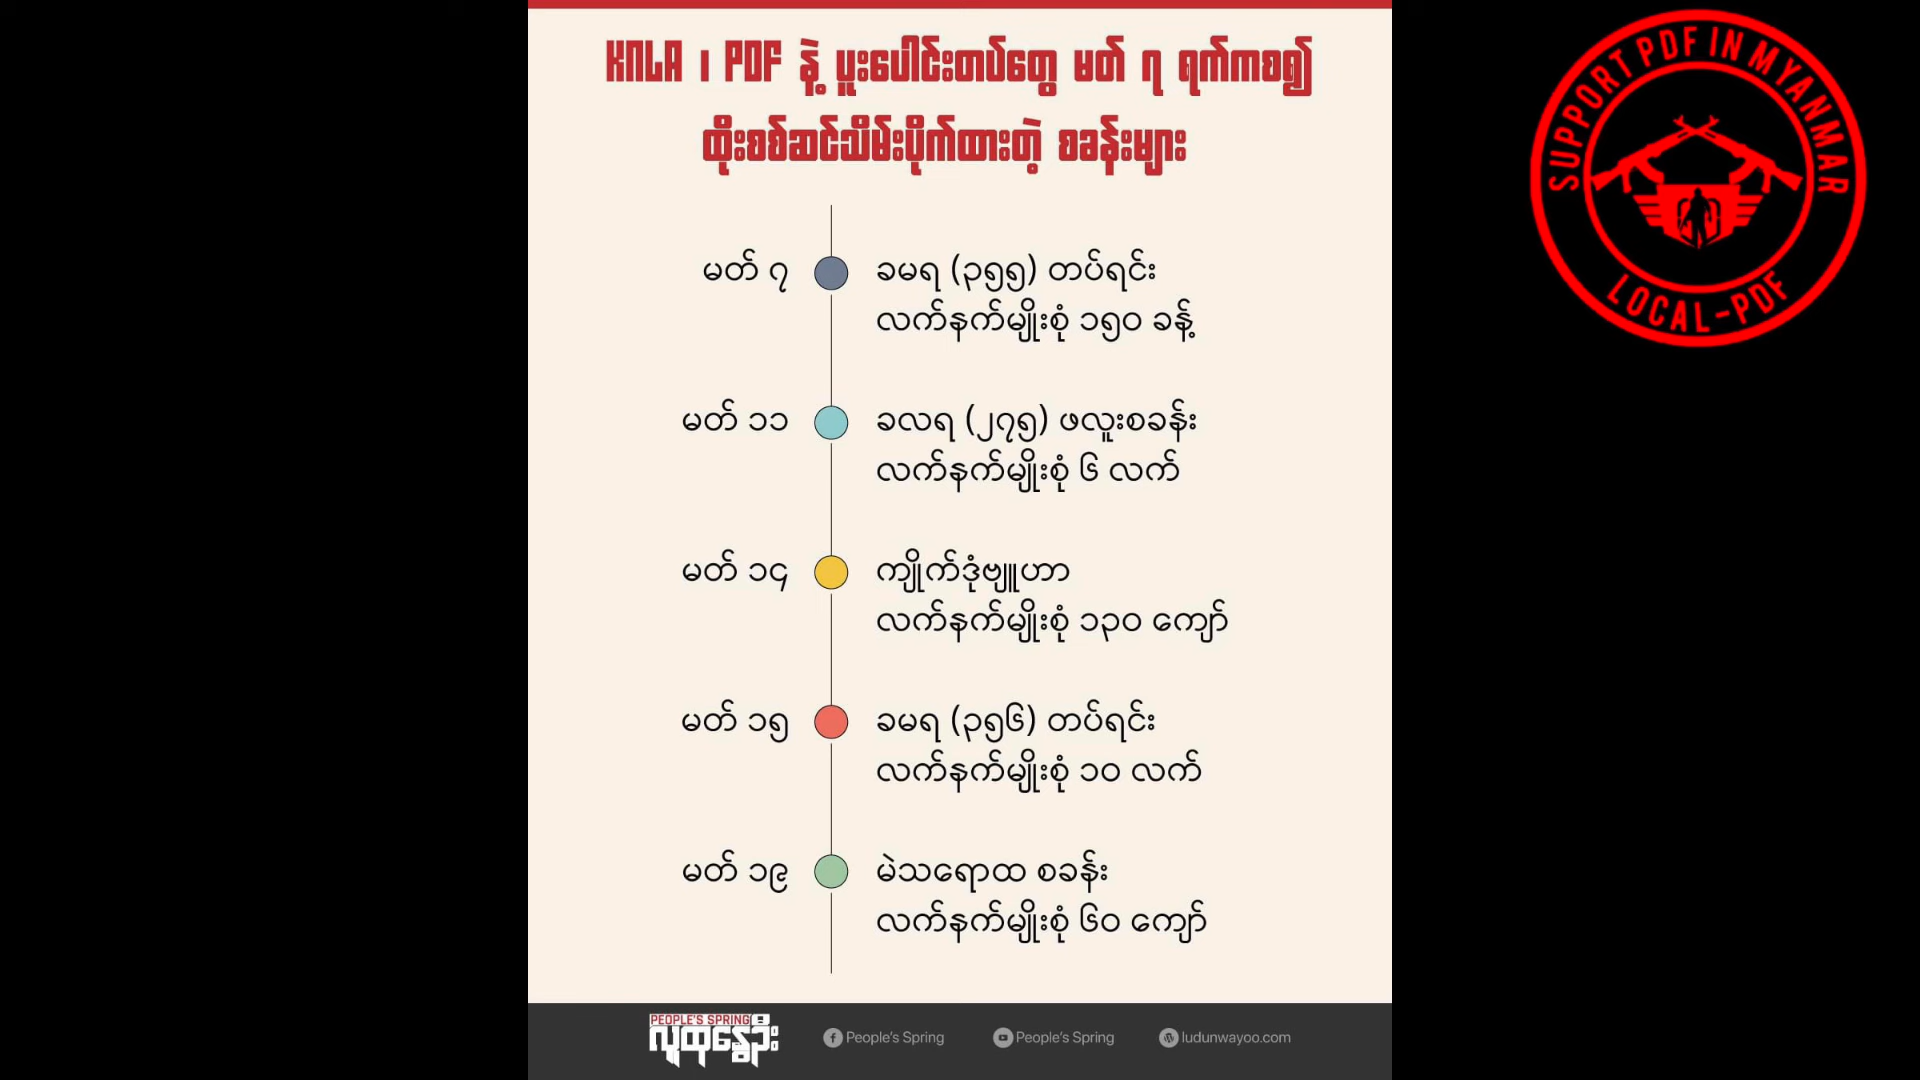 KNLA ၊ PDF နဲ့ ပူးပေါင်းတပ်တွေ မတ် ၇ ရက်ကစ၍
ထိုးစစ်ဆင်သိမ်းပိုက်ထားတဲ့ စခန်းများ
မတ် ၇
ခမရ (၃၅၅) တပ်ရင်း
လက်နက်မျိုးစုံ ၁၅၀ ခန့်
မတ် ၁၁
ခလရ (၂၇၅) ဖလူးစခန်း
လက်နက်မျိုးစုံ ၆ လက်
မတ် ၁၄
ကျိုက်ဒုံဗျူဟာ
လက်နက်မျိုးစုံ ၁၃၀ ကျော်
မတ် ၁၅
ခမရ (၃၅၆) တပ်ရင်း
လက်နက်မျိုးစုံ ၁၀ လက်
မတ် ၁၉
မဲသရောထ စခန်း
လက်နက်မျိုးစုံ ၆၀ ကျော်
PEOPLE'S SPRING
လူထုနွေဦး
People's Spring
People's Spring
ludunwayoo.com
SUPPORT PDF IN MYANMAR
LOCAL-PDF